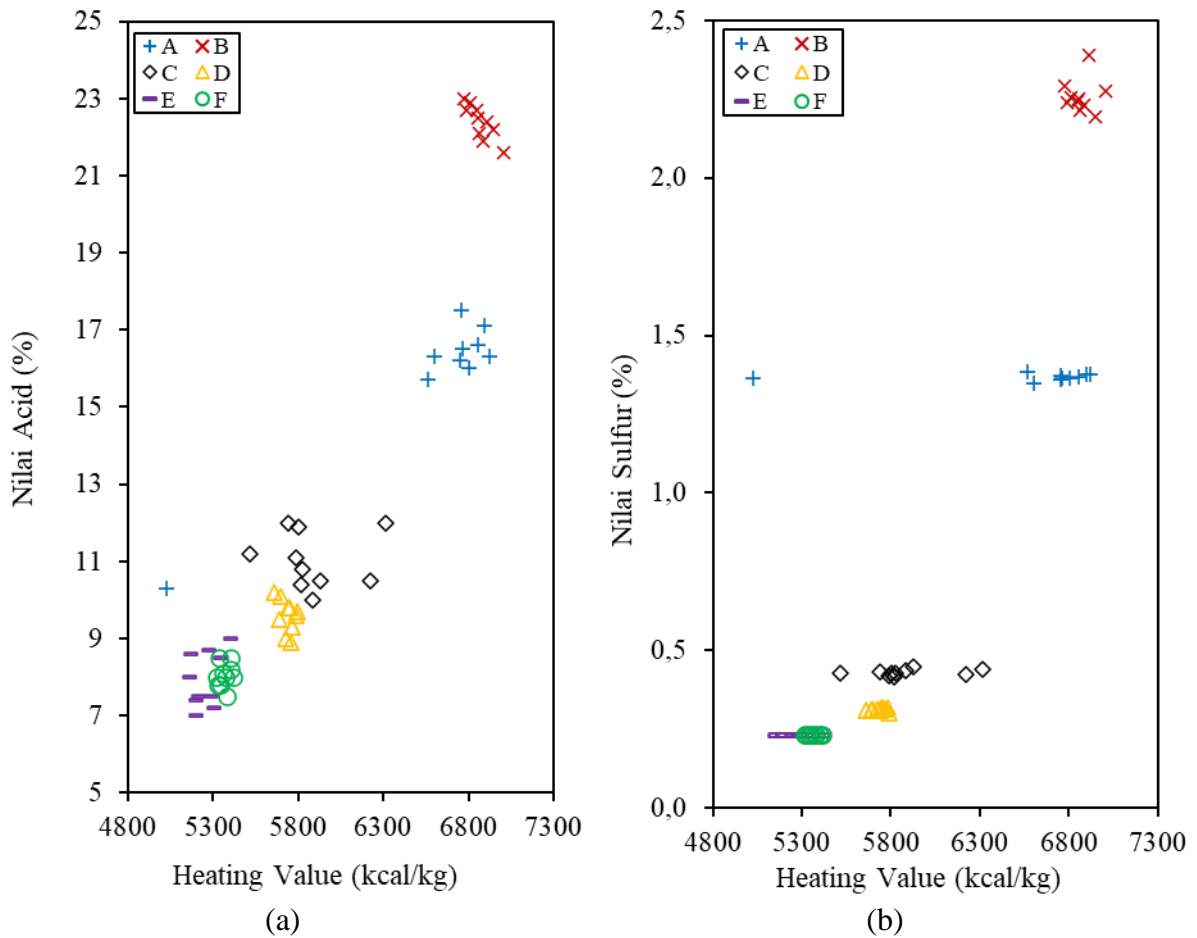 25
23
21
19
17
15
13
11
9
7
5
Nilai Acid (%)
A B
C D
E F
4800 5300 5800 6300 6800 7300
Heating Value (kcal/kg)
(a)
2,5
2,0
1,5
1,0
0,5
0,0
Nilai Sulfur (%)
A B
C D
E F
4800 5300 5800 6300 6800 7300
Heating Value (kcal/kg)
(b)